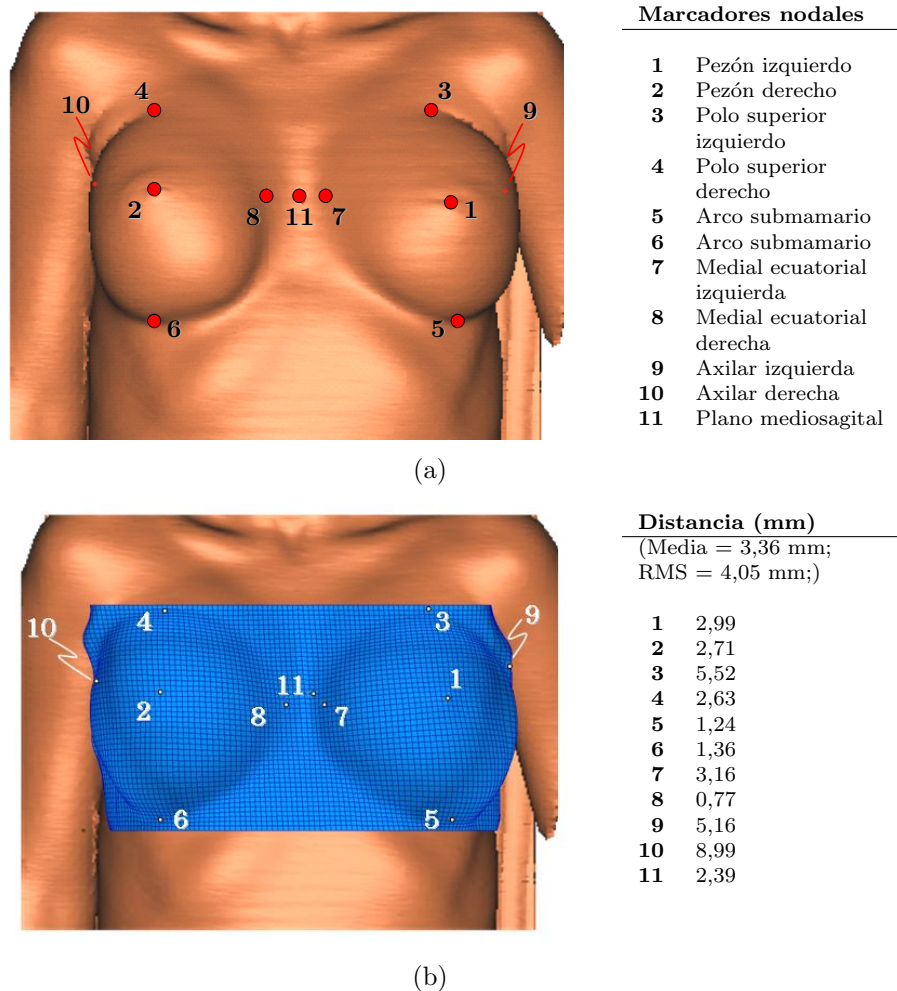 Marcadores nodales
4
3
10
9
2
8
11
7
1
6
5
1 Pezón izquierdo
2 Pezón derecho
3 Polo superior
izquierdo
4 Polo superior
derecho
5 Arco submamario
6 Arco submamario
7 Medial ecuatorial
izquierda
8 Medial ecuatorial
derecha
9 Axilar izquierda
10 Axilar derecha
11 Plano mediosagital
(a)
Distancia (mm)
(Media = 3,36 mm;
RMS = 4,05 mm;)
4
3
9
10
11
1
2
8
7
6
5
1 2,99
2 2,71
3 5,52
4 2,63
5 1,24
6 1,36
7 3,16
8 0,77
9 5,16
10 8,99
11 2,39
(b)